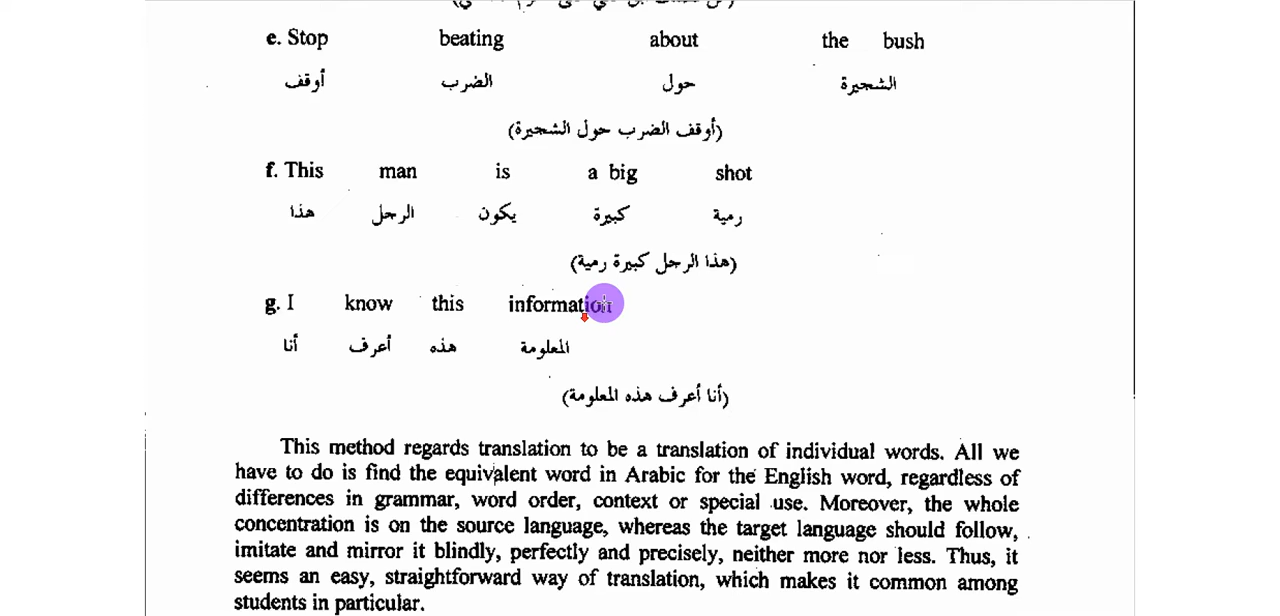 e. Stop beating about the bush
أوقف الضرب حول الشجيرة
(أوقف الضرب حول الشجيرة)
f. This man is a big shot
هذا الرجل يكون كبيرة رمية
(هذا الرجل كبيرة رمية)
g. I know this information
أنا أعرف هذه المعلومة
(أنا أعرف هذه المعلومة)
This method regards translation to be a translation of individual words. All we
have to do is find the equivalent word in Arabic for the English word, regardless of
differences in grammar, word order, context or special use. Moreover, the whole
concentration is on the source language, whereas the target language should follow,
imitate and mirror it blindly, perfectly and precisely, neither more nor less. Thus, it
seems an easy, straightforward way of translation, which makes it common among
students in particular.